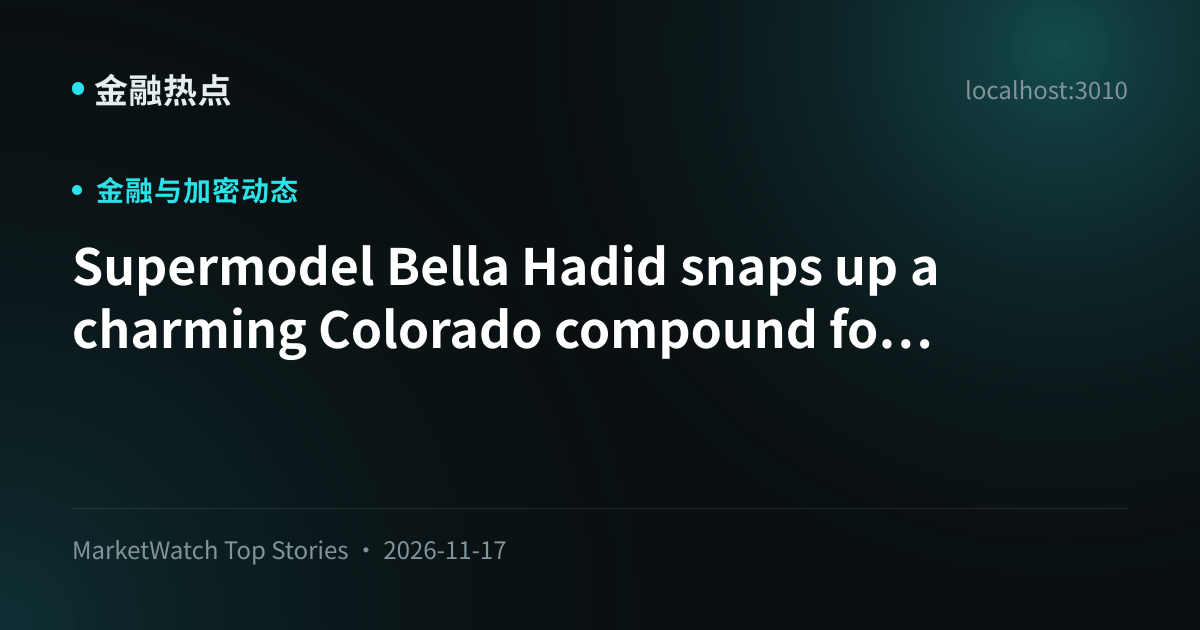 金融热点
localhost:3010
金融与加密动态
Supermodel Bella Hadid snaps up a
charming Colorado compound fo…
MarketWatch Top Stories · 2026-11-17